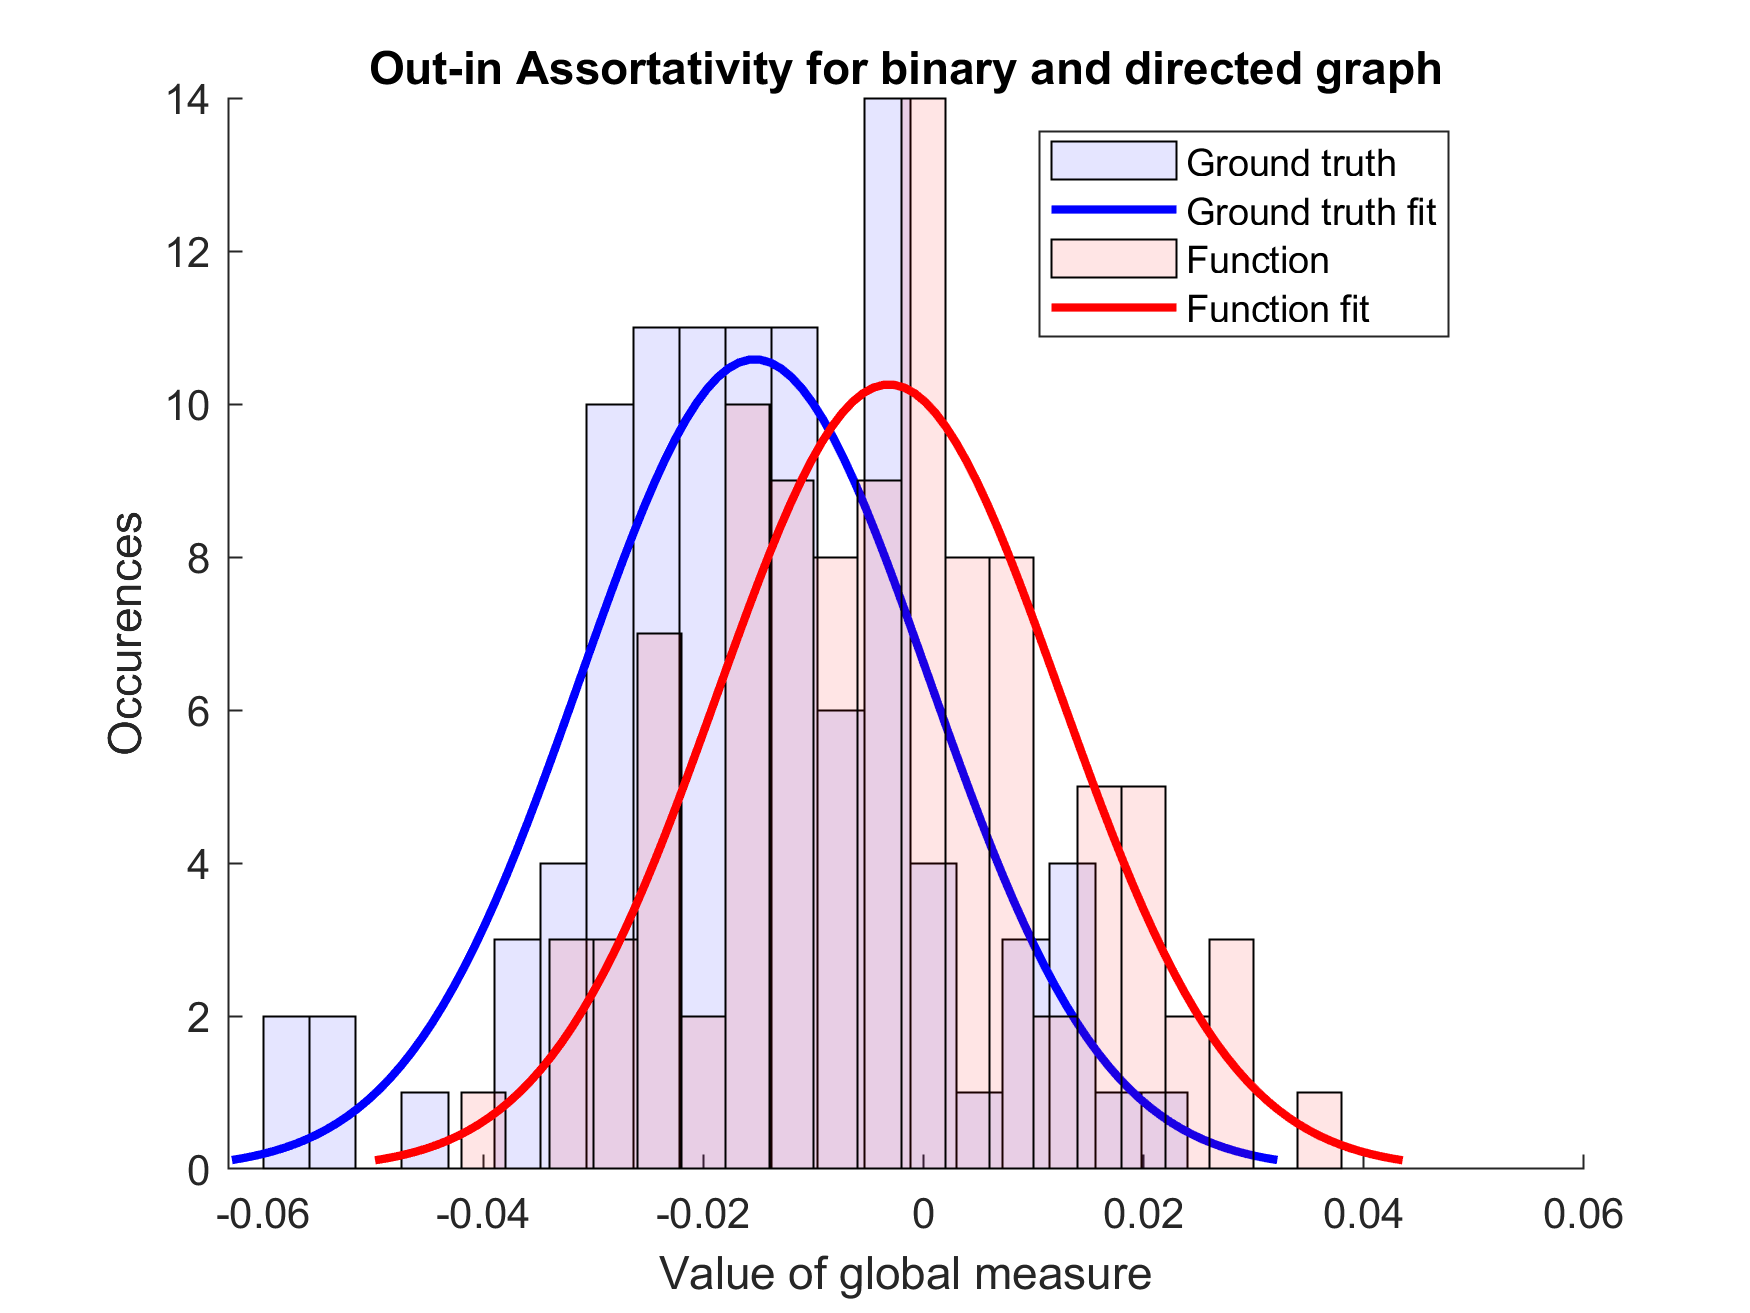 Out-in Assortativity for binary and directed graph
14
12
10
8
6
4
2
0
Occurences
Ground truth
Ground truth fit
Function
Function fit
-0.06
-0.04
-0.02
0
0.02
0.04
0.06
Value of global measure